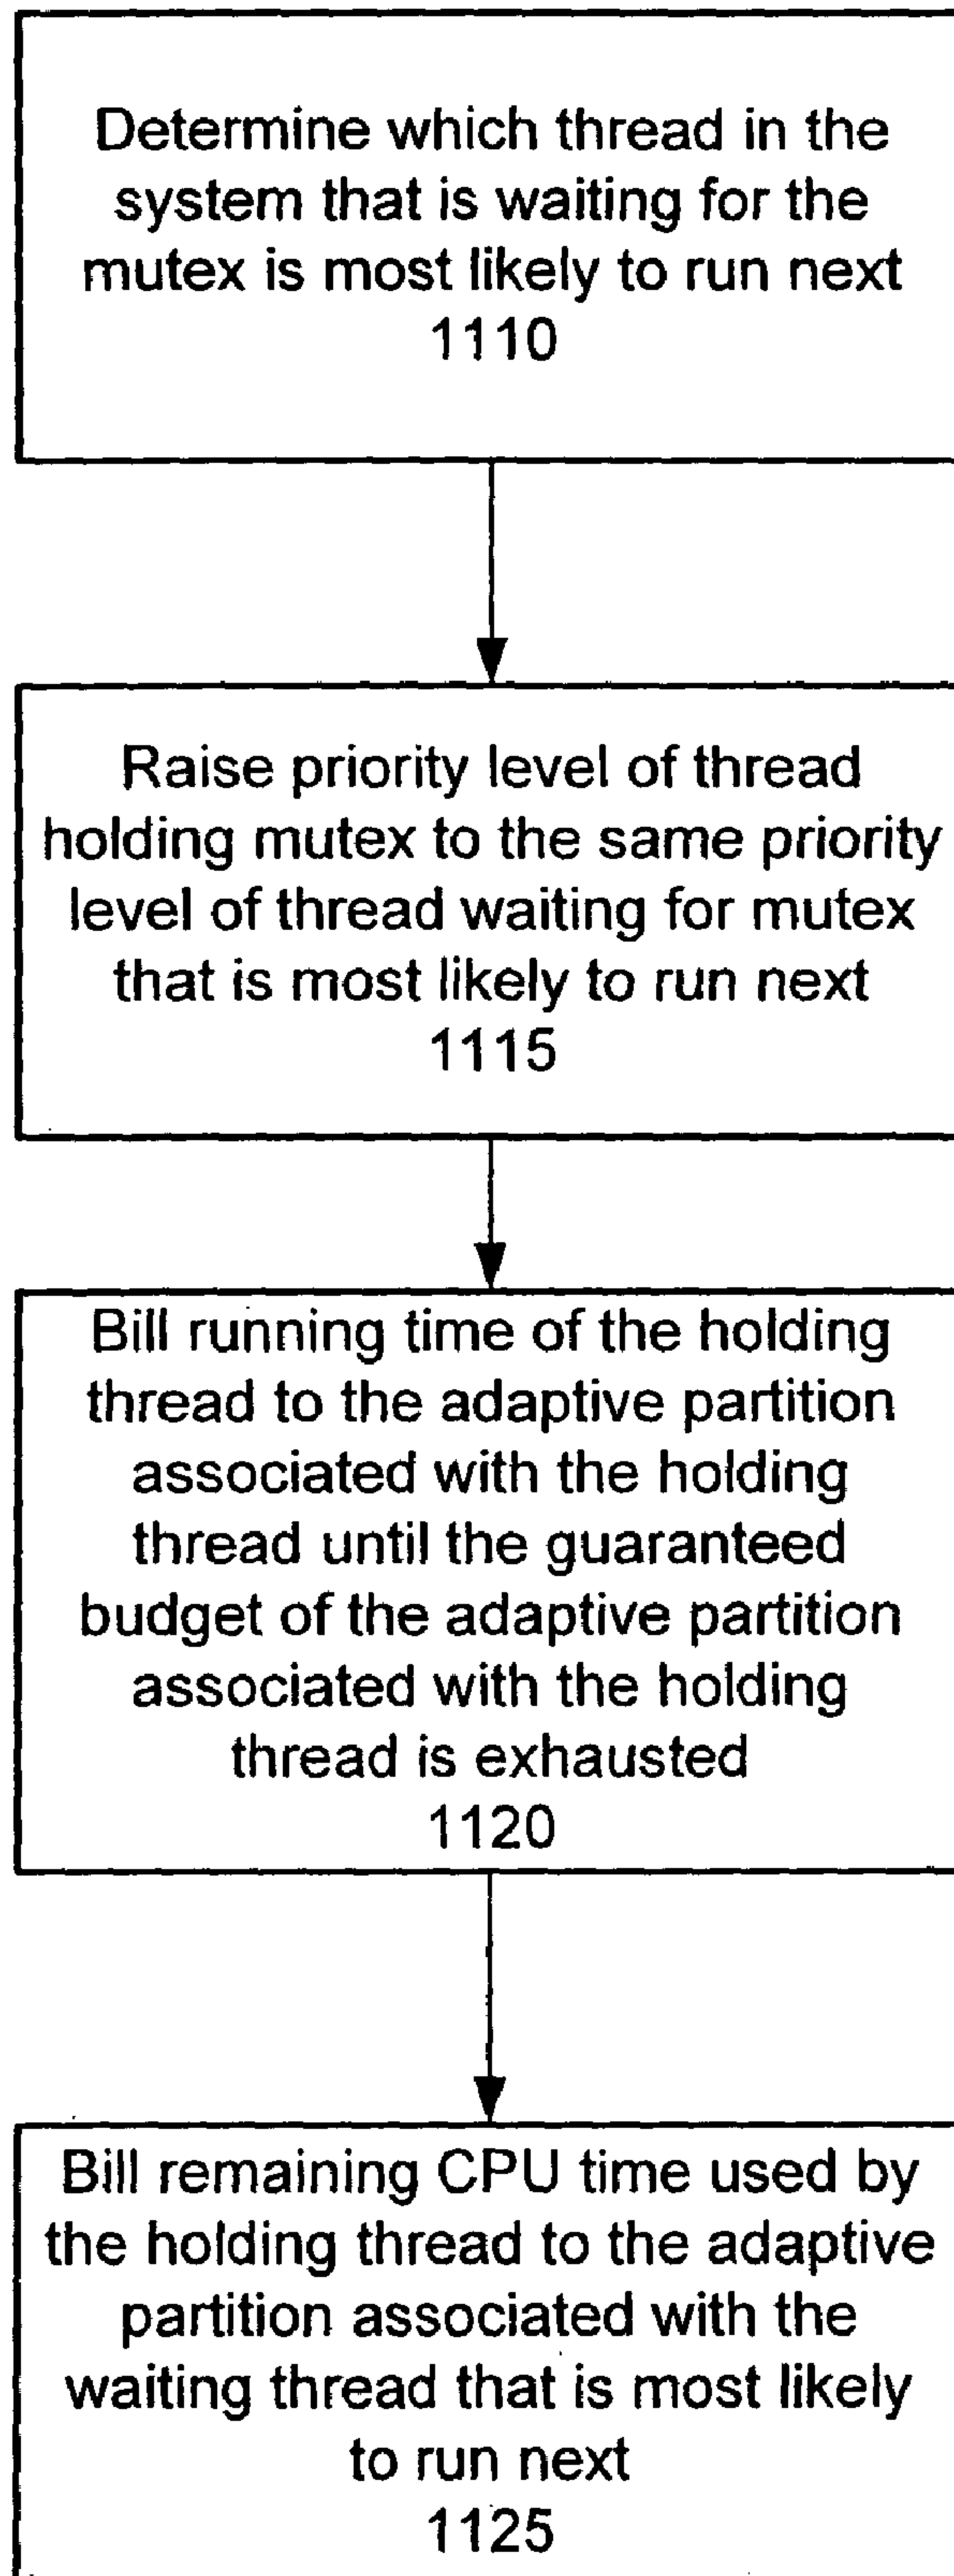 Determine which thread in the
system that is waiting for the
mutex is most likely to run next
1110
Raise priority level of thread
holding mutex to the same priority
level of thread waiting for mutex
that is most likely to run next
1115
Bill running time of the holding
thread to the adaptive partition
associated with the holding
thread until the guaranteed
budget of the adaptive partition
associated with the holding
thread is exhausted
1120
Bill remaining CPU time used by
the holding thread to the adaptive
partition associated with the
waiting thread that is most likely
to run next
1125